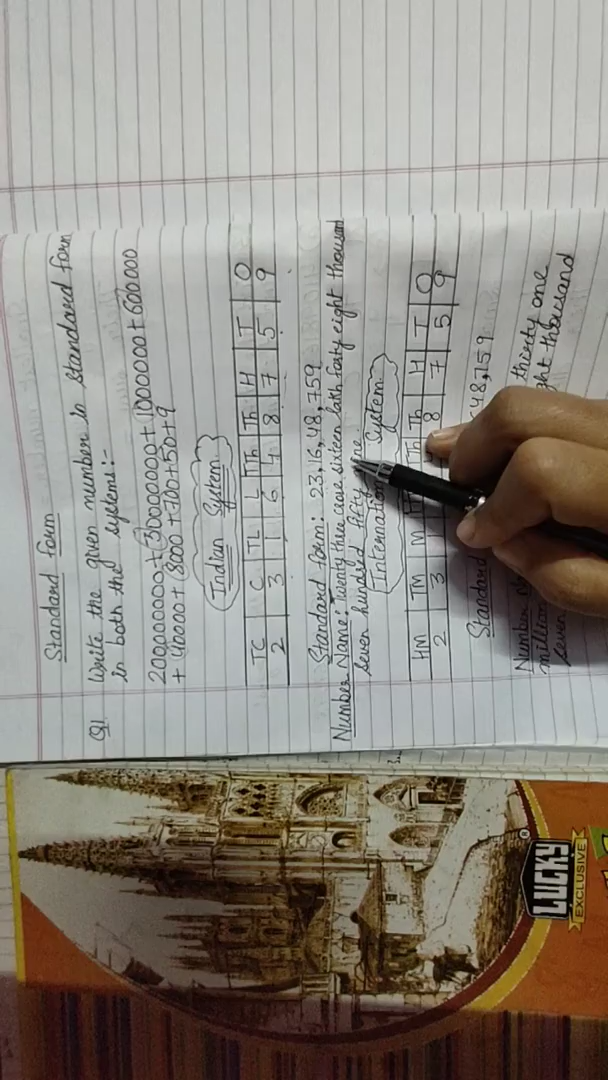 Standard form
Q1 Write the given number in standard form
in both the systems:-
200000000+30000000+1000000+600000
+40000+8000+700+50+9
Indian System
TC C TL L TTh Th H T O
2 3 1 6 4 8 7 5 9
Standard form: 23,16,48,759
Number Name: Twenty three crore sixteen lakh forty eight thousand
seven hundred fifty nine.
International System
HM TM M Th H T O
2 3 8 7 5 9
Standard 48,759
Number thirty one
million ght thousand
seven
LUCKY
EXCLUSIVE